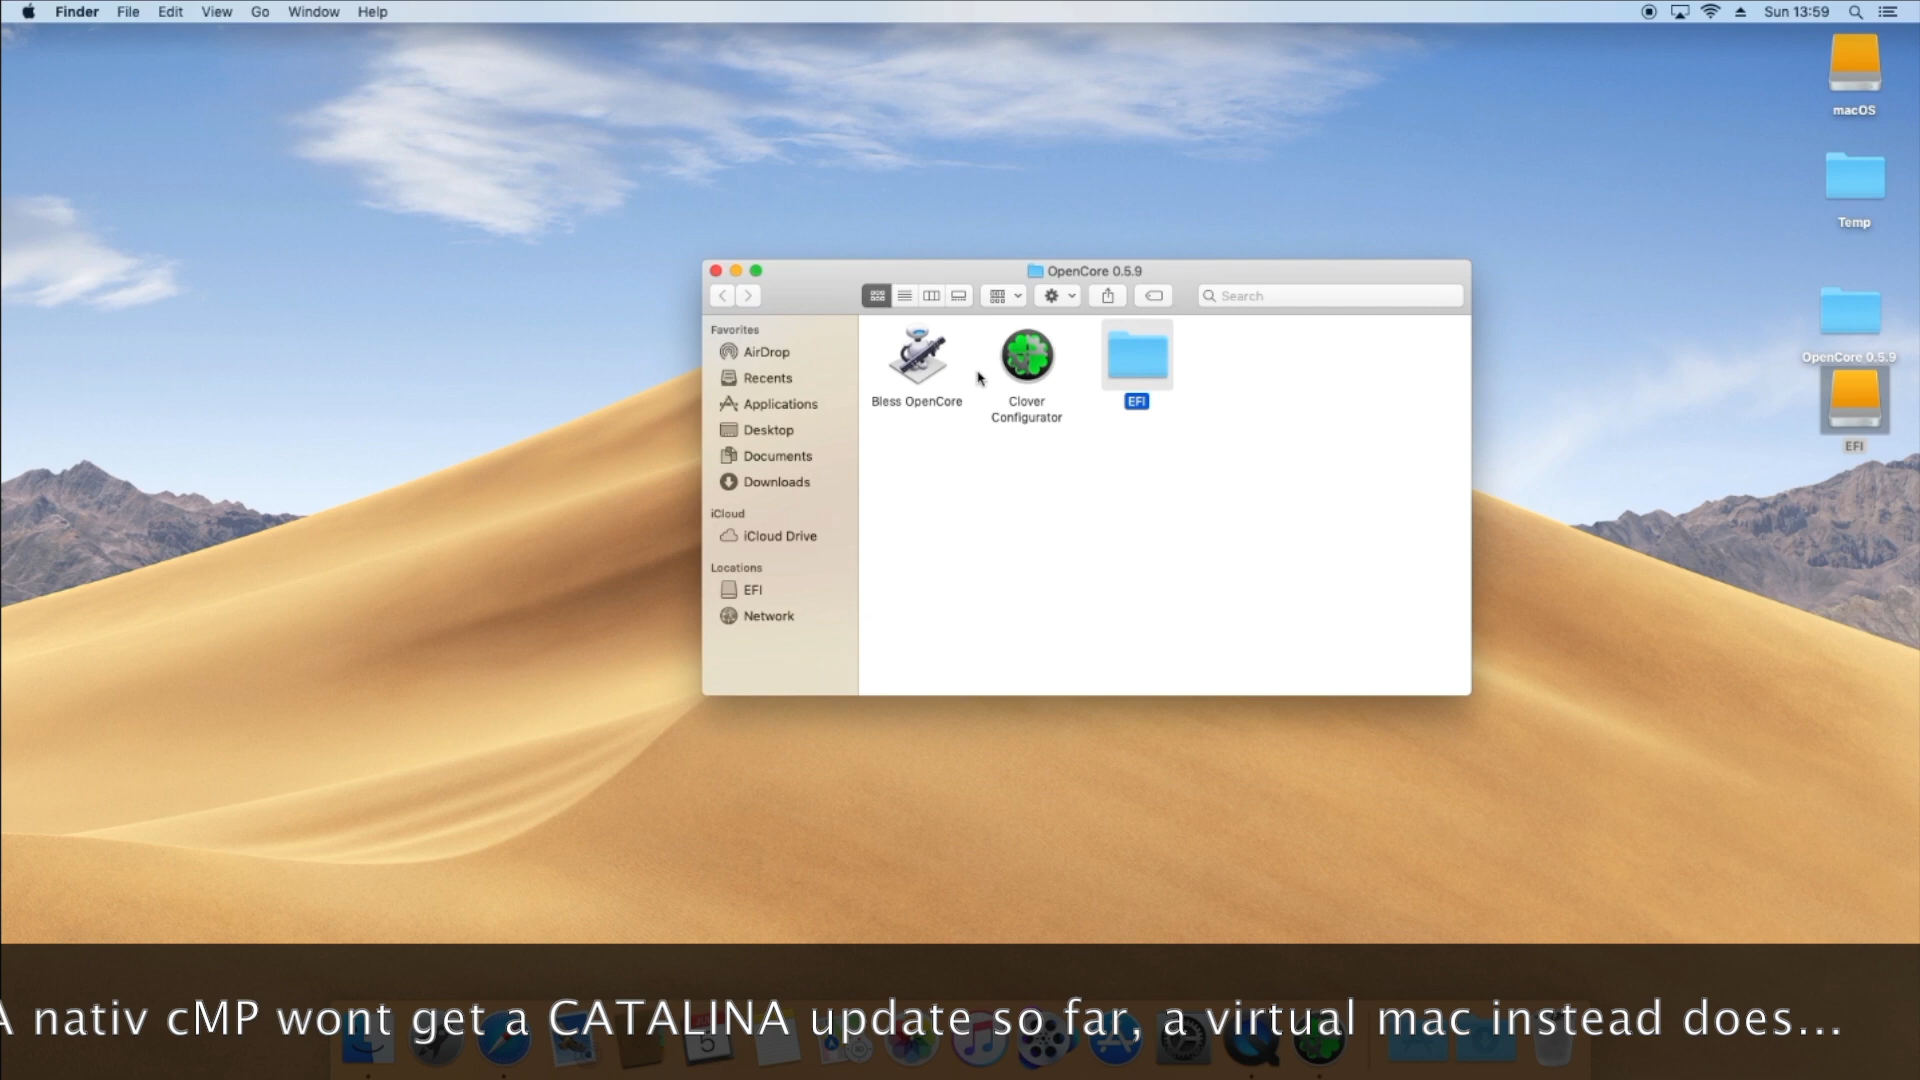 Finder File Edit View Go Window Help
Sun 13:59
macOS
Temp
OpenCore 0.5.9
EFI
OpenCore 0.5.9
Search
Favorites
AirDrop
Recents
Applications
Desktop
Documents
Downloads
iCloud
iCloud Drive
Locations
EFI
Network
Bless OpenCore
Clover
Configurator
EFI
A nativ cMP wont get a CATALINA update so far, a virtual mac instead does...
5